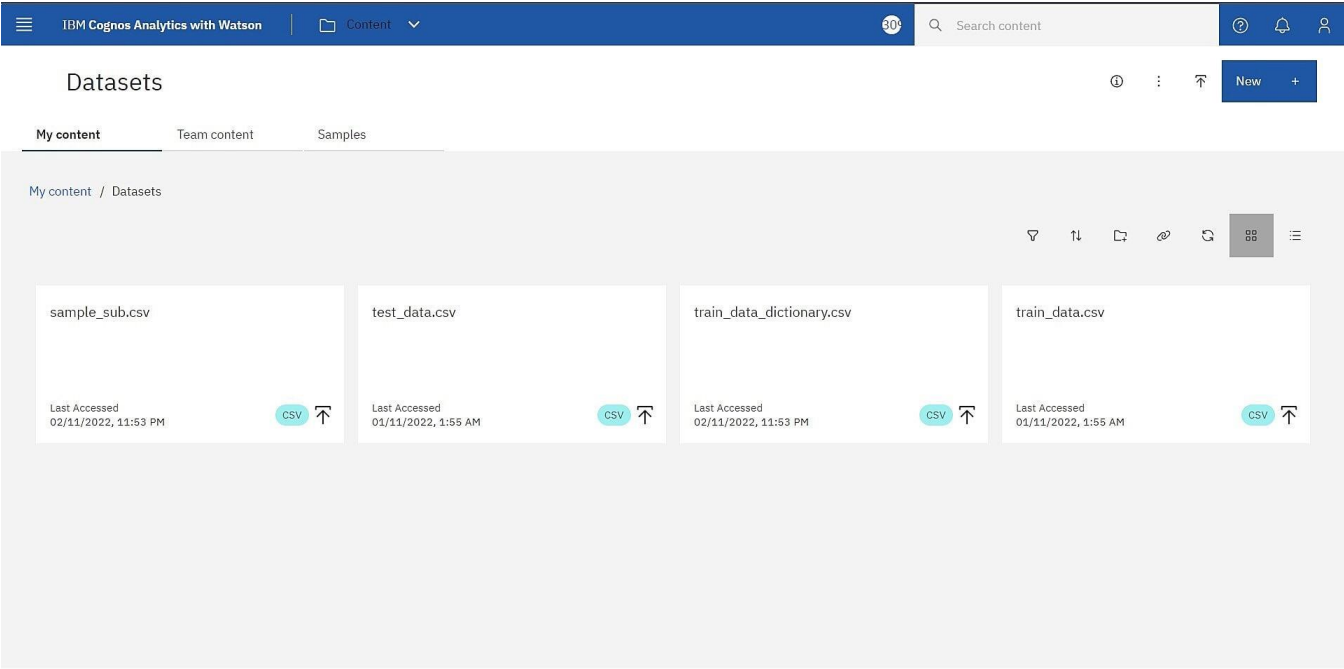 IBM Cognos Analytics with Watson
Content
Search content
Datasets
New +
My content Team content Samples
My content / Datasets
sample_sub.csv
Last Accessed
02/11/2022, 11:53 PM
CSV
test_data.csv
Last Accessed
01/11/2022, 1:55 AM
CSV
train_data_dictionary.csv
Last Accessed
02/11/2022, 11:53 PM
CSV
train_data.csv
Last Accessed
01/11/2022, 1:55 AM
CSV